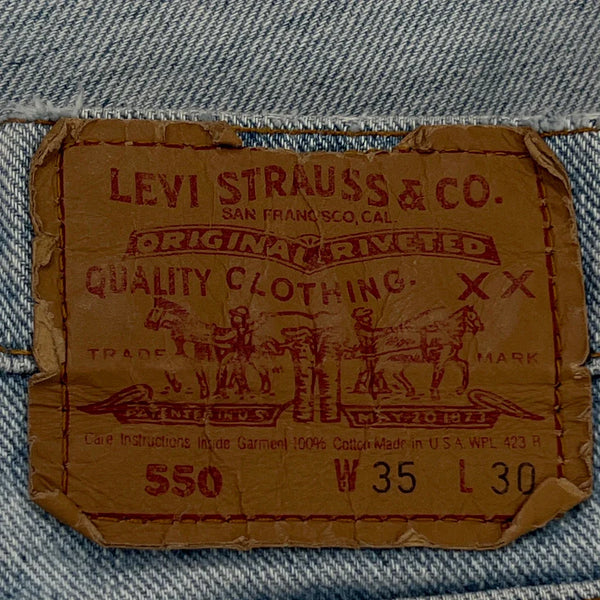 LEVI STRAUSS & CO.
SAN FRANCISCO, CAL.
ORIGINAL RIVETED
QUALITY CLOTHING. XX
TRADE MARK
PATENTED IN U.S. MAY 20 1873
Care Instructions Inside Garment 100% Cotton Made in U.S.A. WPL 423 R
550 W 35 L 30